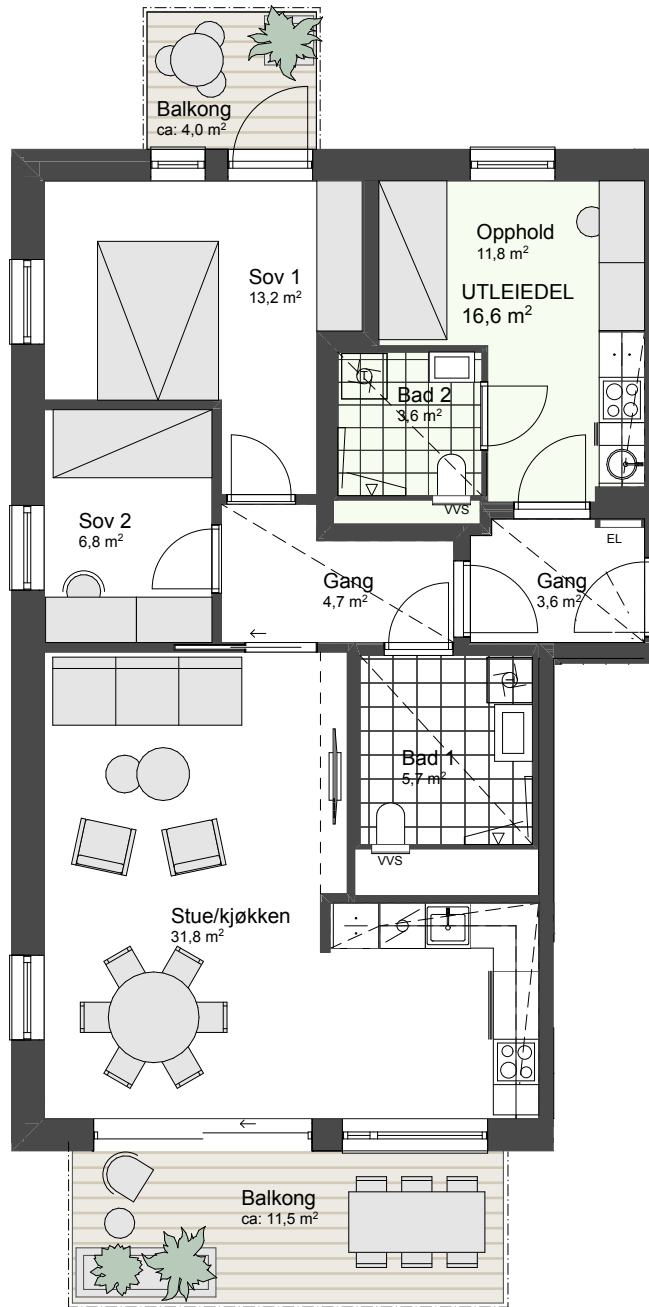 Balkong
ca: 4,0 m²
Opphold
11,8 m²
UTLEIEDEL
16,6 m²
Sov 1
13,2 m²
Bad 2
3,6 m²
VVS
Sov 2
6,8 m²
EL
Gang
4,7 m²
Gang
3,6 m²
Bad 1
5,7 m²
VVS
Stue/kjøkken
31,8 m²
Balkong
ca: 11,5 m²